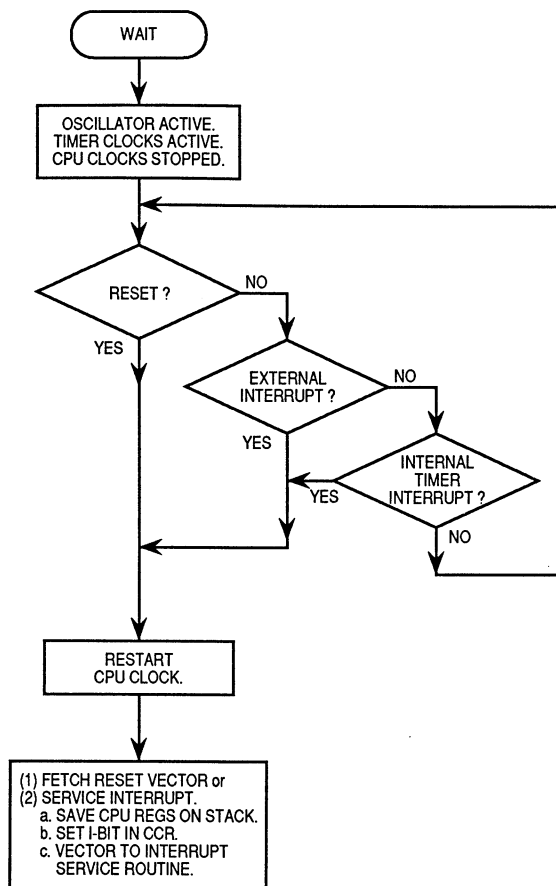 WAIT
OSCILLATOR ACTIVE.
TIMER CLOCKS ACTIVE.
CPU CLOCKS STOPPED.
RESET ?
NO
YES
EXTERNAL
INTERRUPT ?
NO
YES
INTERNAL
TIMER
INTERRUPT ?
YES
NO
RESTART
CPU CLOCK.
(1) FETCH RESET VECTOR or
(2) SERVICE INTERRUPT.
a. SAVE CPU REGS ON STACK.
b. SET I-BIT IN CCR.
c. VECTOR TO INTERRUPT
SERVICE ROUTINE.